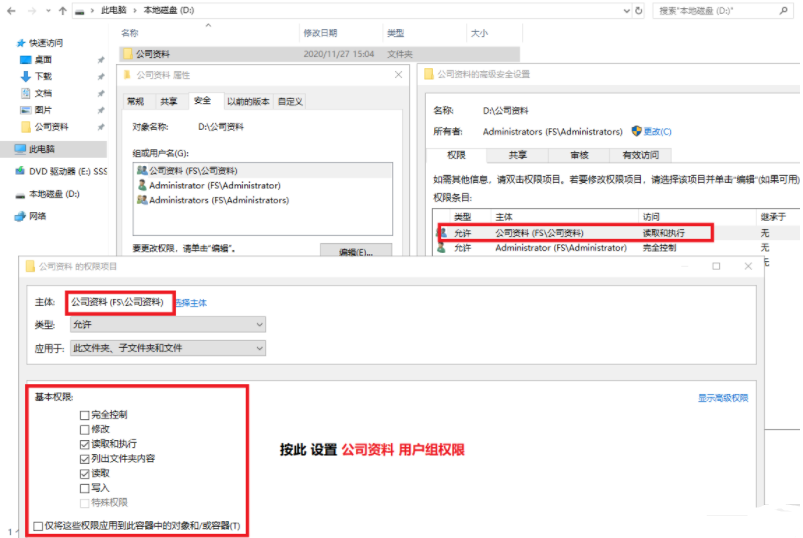 此电脑 › 本地磁盘 (D:)
搜索"本地磁盘 (D:)"
名称 修改日期 类型 大小
快速访问
桌面
下载
文档
图片
公司资料
此电脑
DVD 驱动器 (E:) SSS
本地磁盘 (D:)
网络
公司资料 2020/11/27 15:04 文件夹
公司资料 属性
常规 共享 安全 以前的版本 自定义
对象名称: D:\公司资料
组或用户名(G):
公司资料 (FS\公司资料)
Administrator (FS\Administrator)
Administrators (FS\Administrators)
要更改权限，请单击"编辑"。
编辑(E)...
公司资料的高级安全设置
名称: D:\公司资料
所有者: Administrators (FS\Administrators) 更改(C)
权限 共享 审核 有效访问
如需其他信息，请双击权限项目。若要修改权限项目，请选择该项目并单击"编辑"(如果可用)
权限条目:
类型 主体 访问 继承于
允许 公司资料 (FS\公司资料) 读取和执行 无
允许 Administrator (FS\Administrator) 完全控制 无
无
公司资料 的权限项目
主体: 公司资料 (FS\公司资料) 选择主体
类型: 允许
应用于: 此文件夹、子文件夹和文件
基本权限: 显示高级权限
完全控制
修改
读取和执行
列出文件夹内容
读取
写入
特殊权限
仅将这些权限应用到此容器中的对象和/或容器(T)
按此 设置 公司资料 用户组权限
1